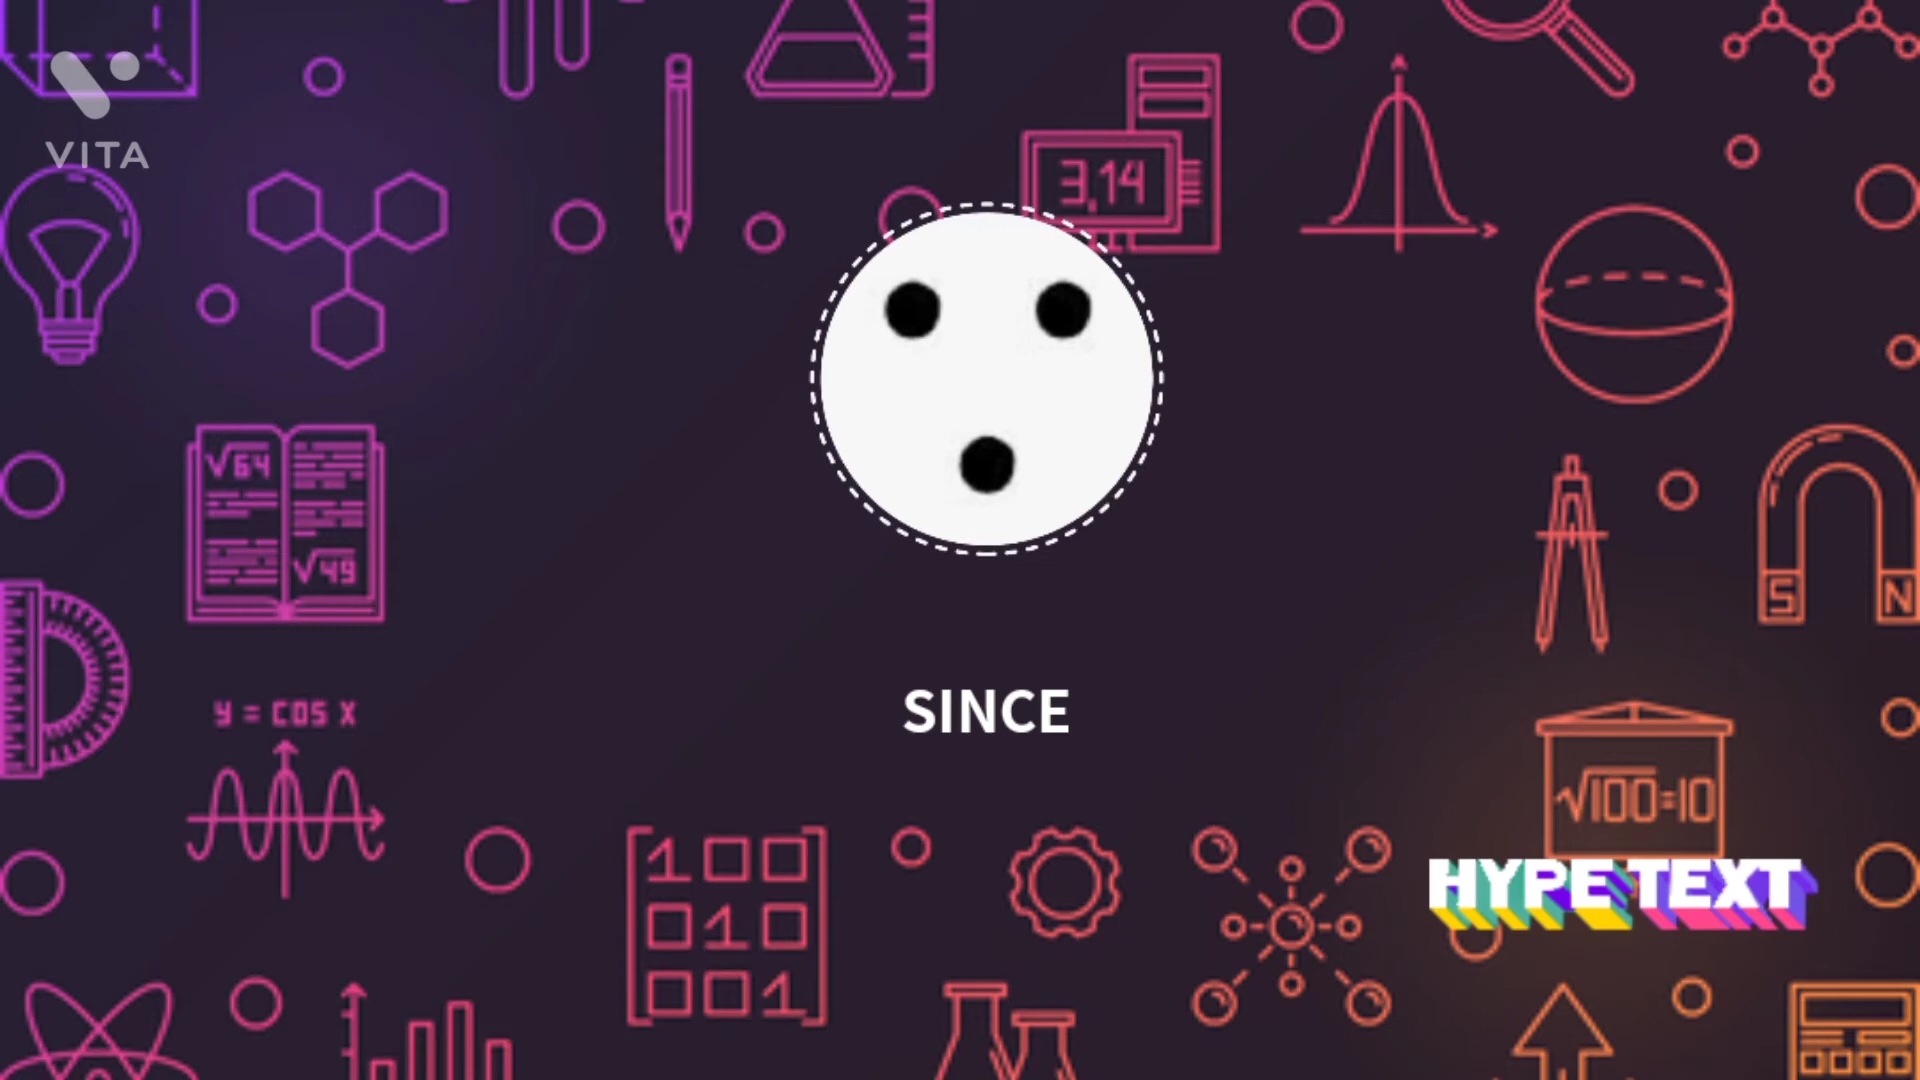 VITA
3,14
√64
√49
S N
SINCE
y = COS X
√100=10
1
1
1
HYPE TEXT